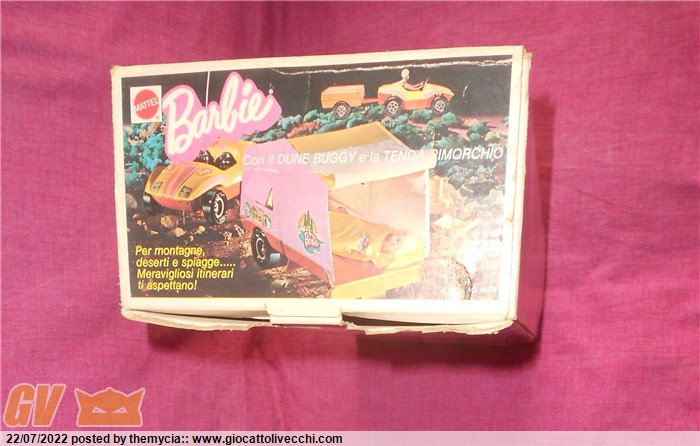 MATTEL
Barbie
Con il DUNE BUGGY e la TENDA RIMORCHIO
Per montagne,
deserti e spiagge.....
Meravigliosi itinerari
ti aspettano!
GV
22/07/2022 posted by themycia:: www.giocattolivecchi.com